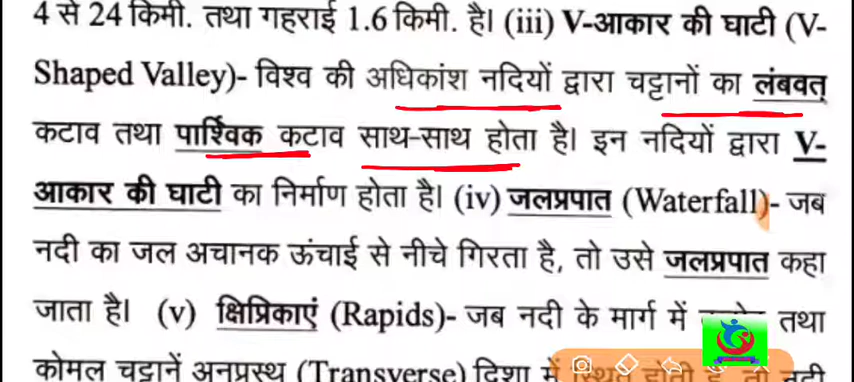 4 से 24 किमी. तथा गहराई 1.6 किमी. है। (iii) V-आकार की घाटी (V-
Shaped Valley)- विश्व की अधिकांश नदियों द्वारा चट्टानों का लंबवत्
कटाव तथा पार्श्विक कटाव साथ-साथ होता है। इन नदियों द्वारा V-
आकार की घाटी का निर्माण होता है। (iv) जलप्रपात (Waterfall)- जब
नदी का जल अचानक ऊंचाई से नीचे गिरता है, तो उसे जलप्रपात कहा
जाता है। (v) क्षिप्रिकाएं (Rapids)- जब नदी के मार्ग में तथा
कोमल चट्टानें अनुप्रस्थ (Transverse) दिशा में स्थित होती हैं, तो नदी